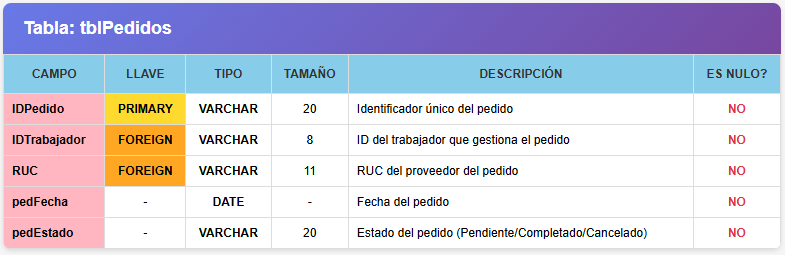 Tabla: tblPedidos
CAMPO LLAVE TIPO TAMAÑO DESCRIPCIÓN ES NULO?
IDPedido PRIMARY VARCHAR 20 Identificador único del pedido NO
IDTrabajador FOREIGN VARCHAR 8 ID del trabajador que gestiona el pedido NO
RUC FOREIGN VARCHAR 11 RUC del proveedor del pedido NO
pedFecha - DATE - Fecha del pedido NO
pedEstado - VARCHAR 20 Estado del pedido (Pendiente/Completado/Cancelado) NO